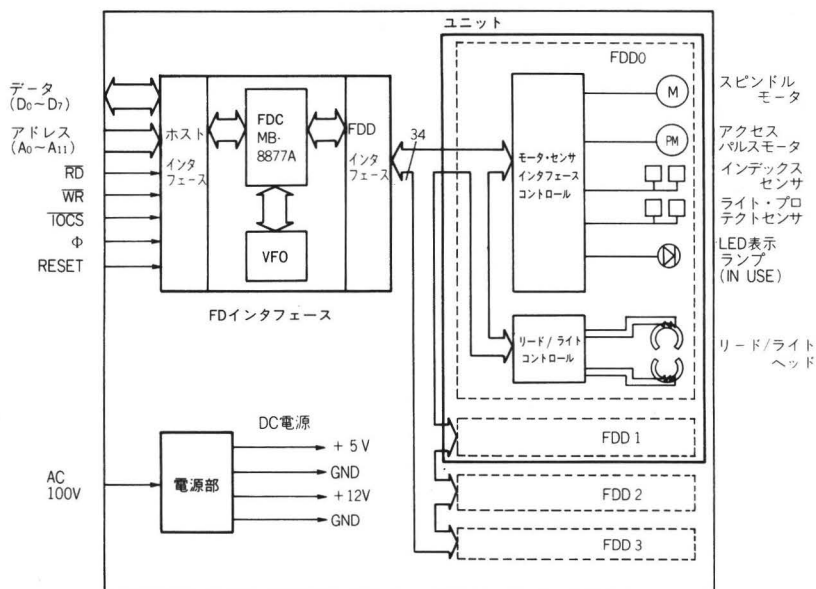 ユニット
FDD0
データ
(D₀~D₇)
アドレス
(A₀~A₁₁)
R̅D̅
W̅R̅
I̅O̅C̅S̅
Φ
RESET
ホスト
インタ
フェース
FDC
MB-
8877A
VFO
FDD
インタ
フェース
FDインタフェース
34
モータ・センサ
インタフェース
コントロール
M
PM
スピンドル
モータ
アクセス
パルスモータ
インデックス
センサ
ライト・プロ
テクトセンサ
LED表示
ランプ
(IN USE)
リード/ライト
コントロール
リード/ライト
ヘッド
FDD 1
FDD 2
FDD 3
AC
100V
電源部
DC電源
+5V
GND
+12V
GND